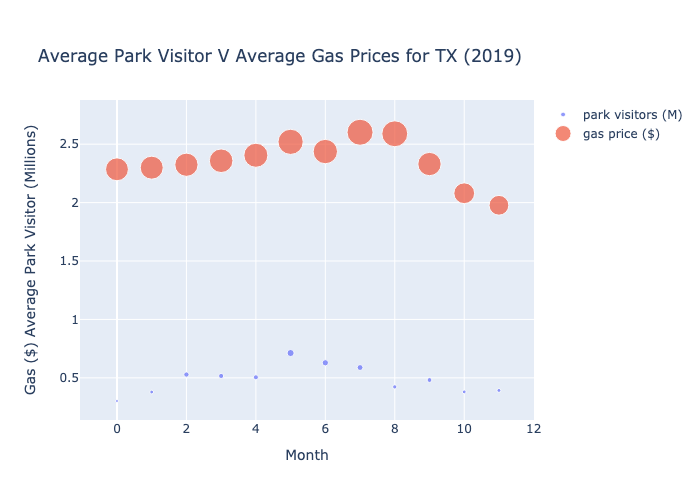 Average Park Visitor V Average Gas Prices for TX (2019)
park visitors (M)
gas price ($)
Gas ($) Average Park Visitor (Millions)
2.5
2
1.5
1
0.5
0 2 4 6 8 10 12
Month